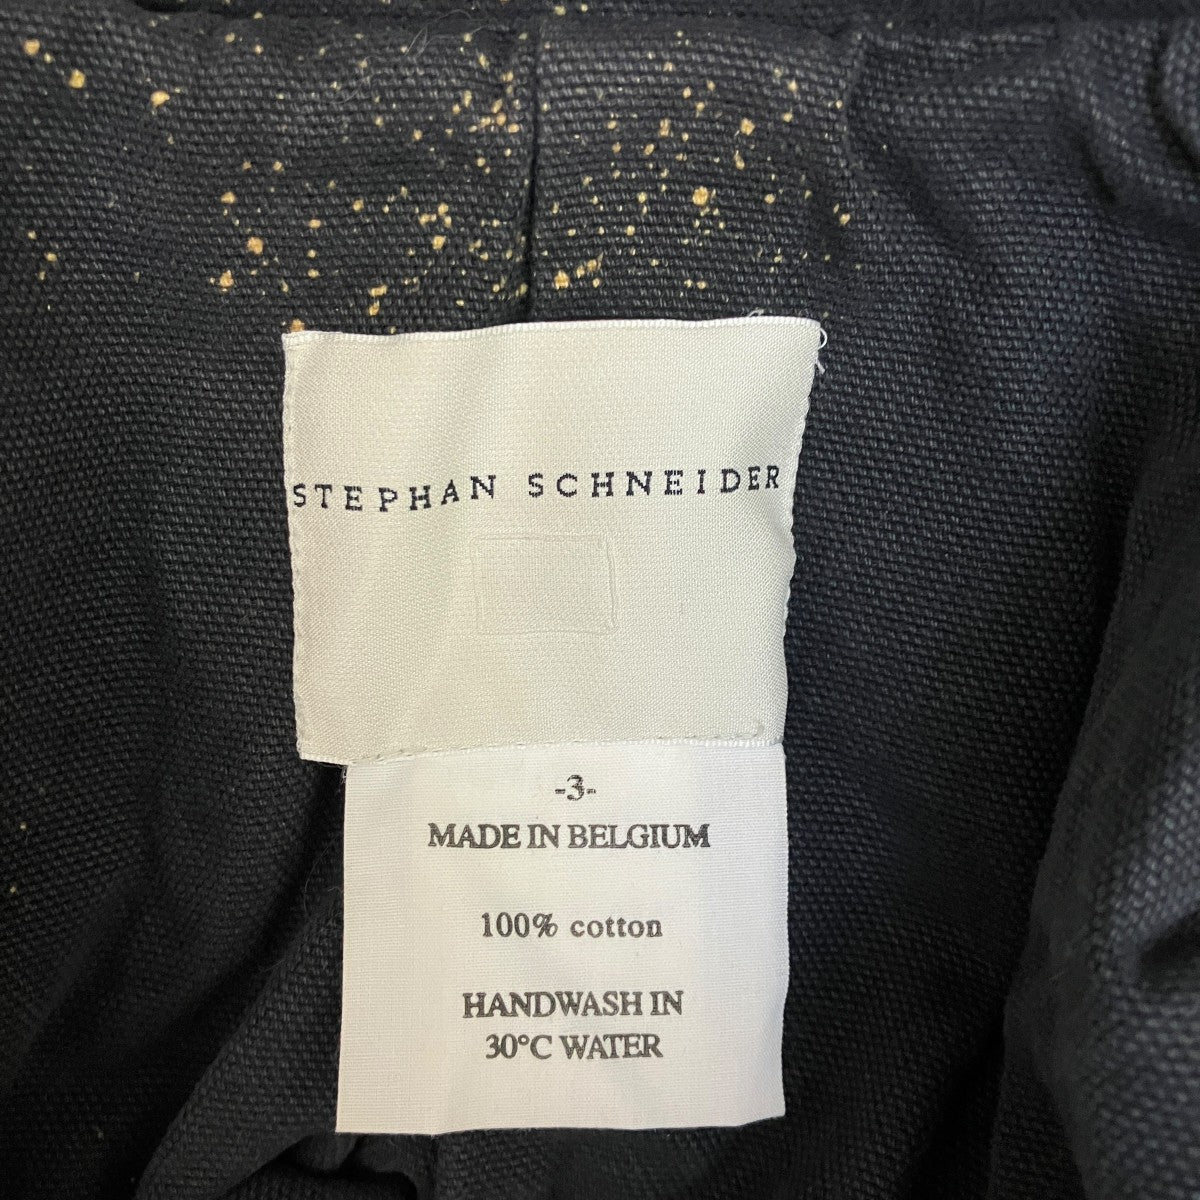 STEPHAN SCHNEIDER
-3-
MADE IN BELGIUM
100% cotton
HANDWASH IN
30°C WATER